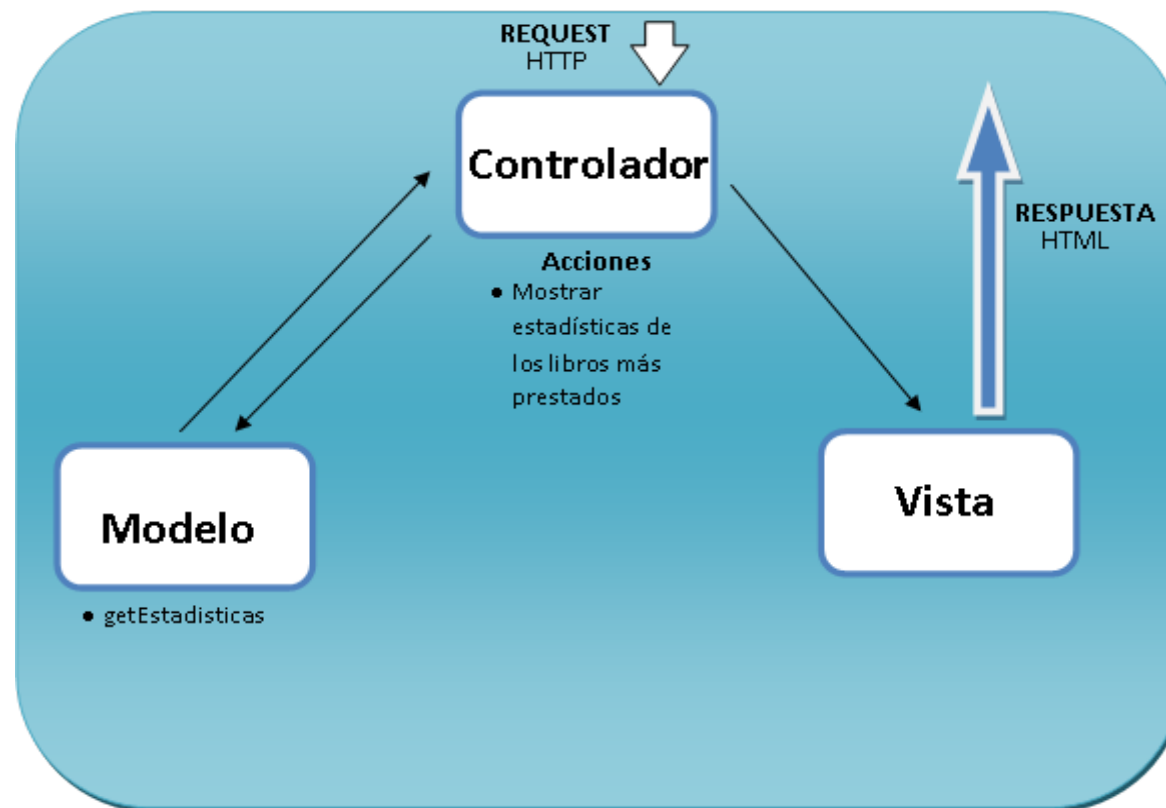 REQUEST
HTTP
Controlador
RESPUESTA
HTML
Acciones
● Mostrar
estadísticas de
los libros más
prestados
Modelo
Vista
● getEstadisticas